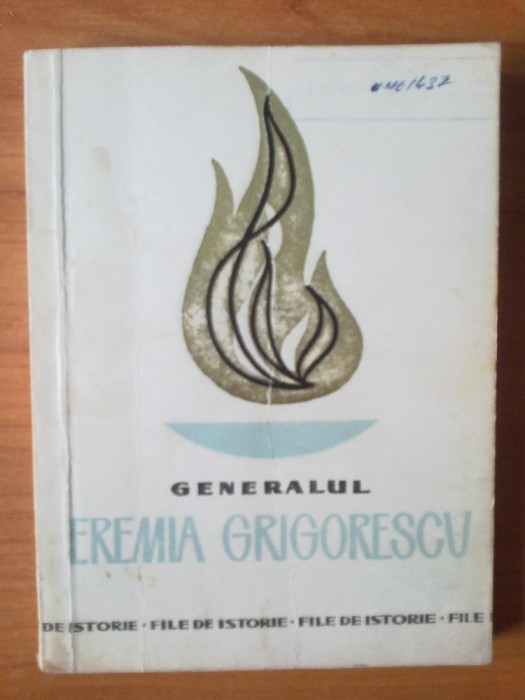 GENERALUL
EREMIA GRIGORESCU
DE ISTORIE · FILE DE ISTORIE · FILE DE ISTORIE · FILE